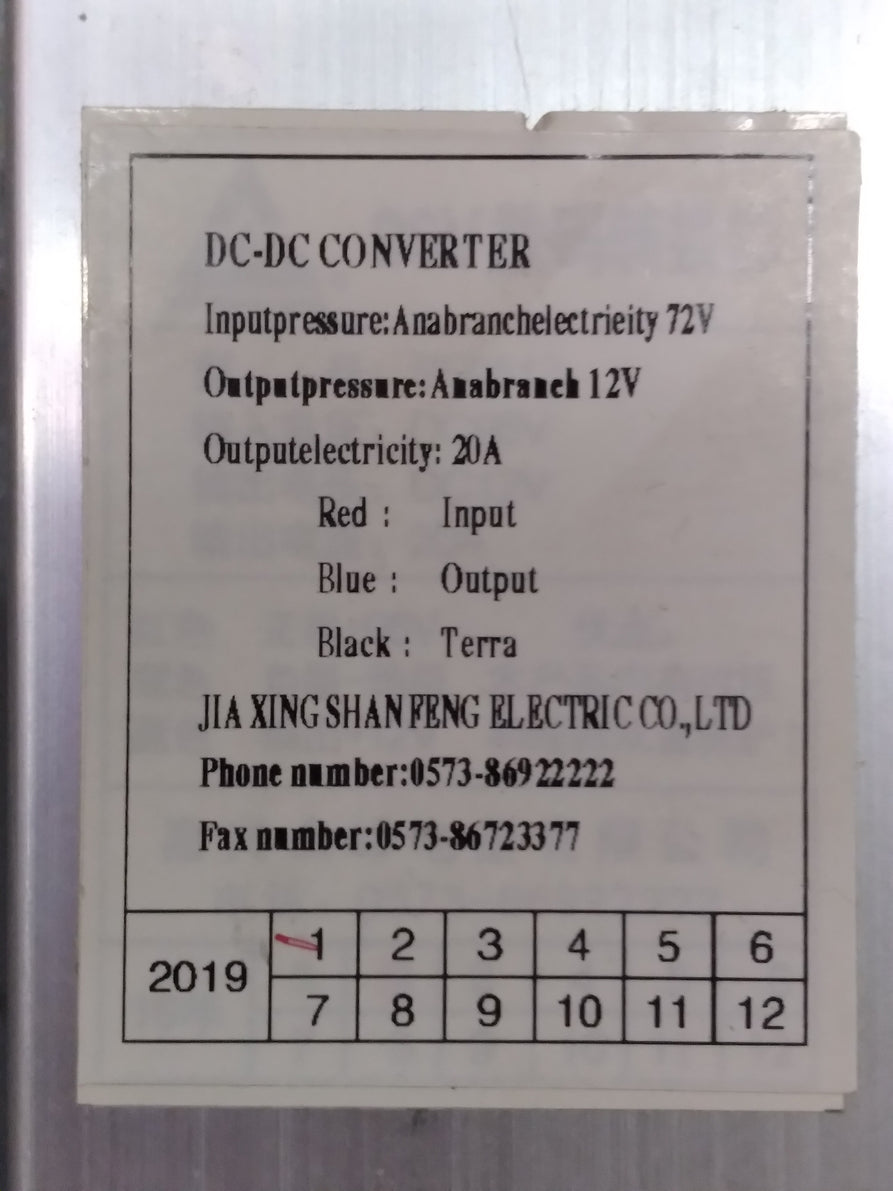 DC-DC CONVERTER
Inputpressure:Anabranchelectrieity 72V
Outputpressure:Anabranch 12V
Outputelectricity: 20A
Red : Input
Blue : Output
Black : Terra
JIA XING SHAN FENG ELECTRIC CO.,LTD
Phone number:0573-86922222
Fax number:0573-86723377
2019 1 2 3 4 5 6
7 8 9 10 11 12